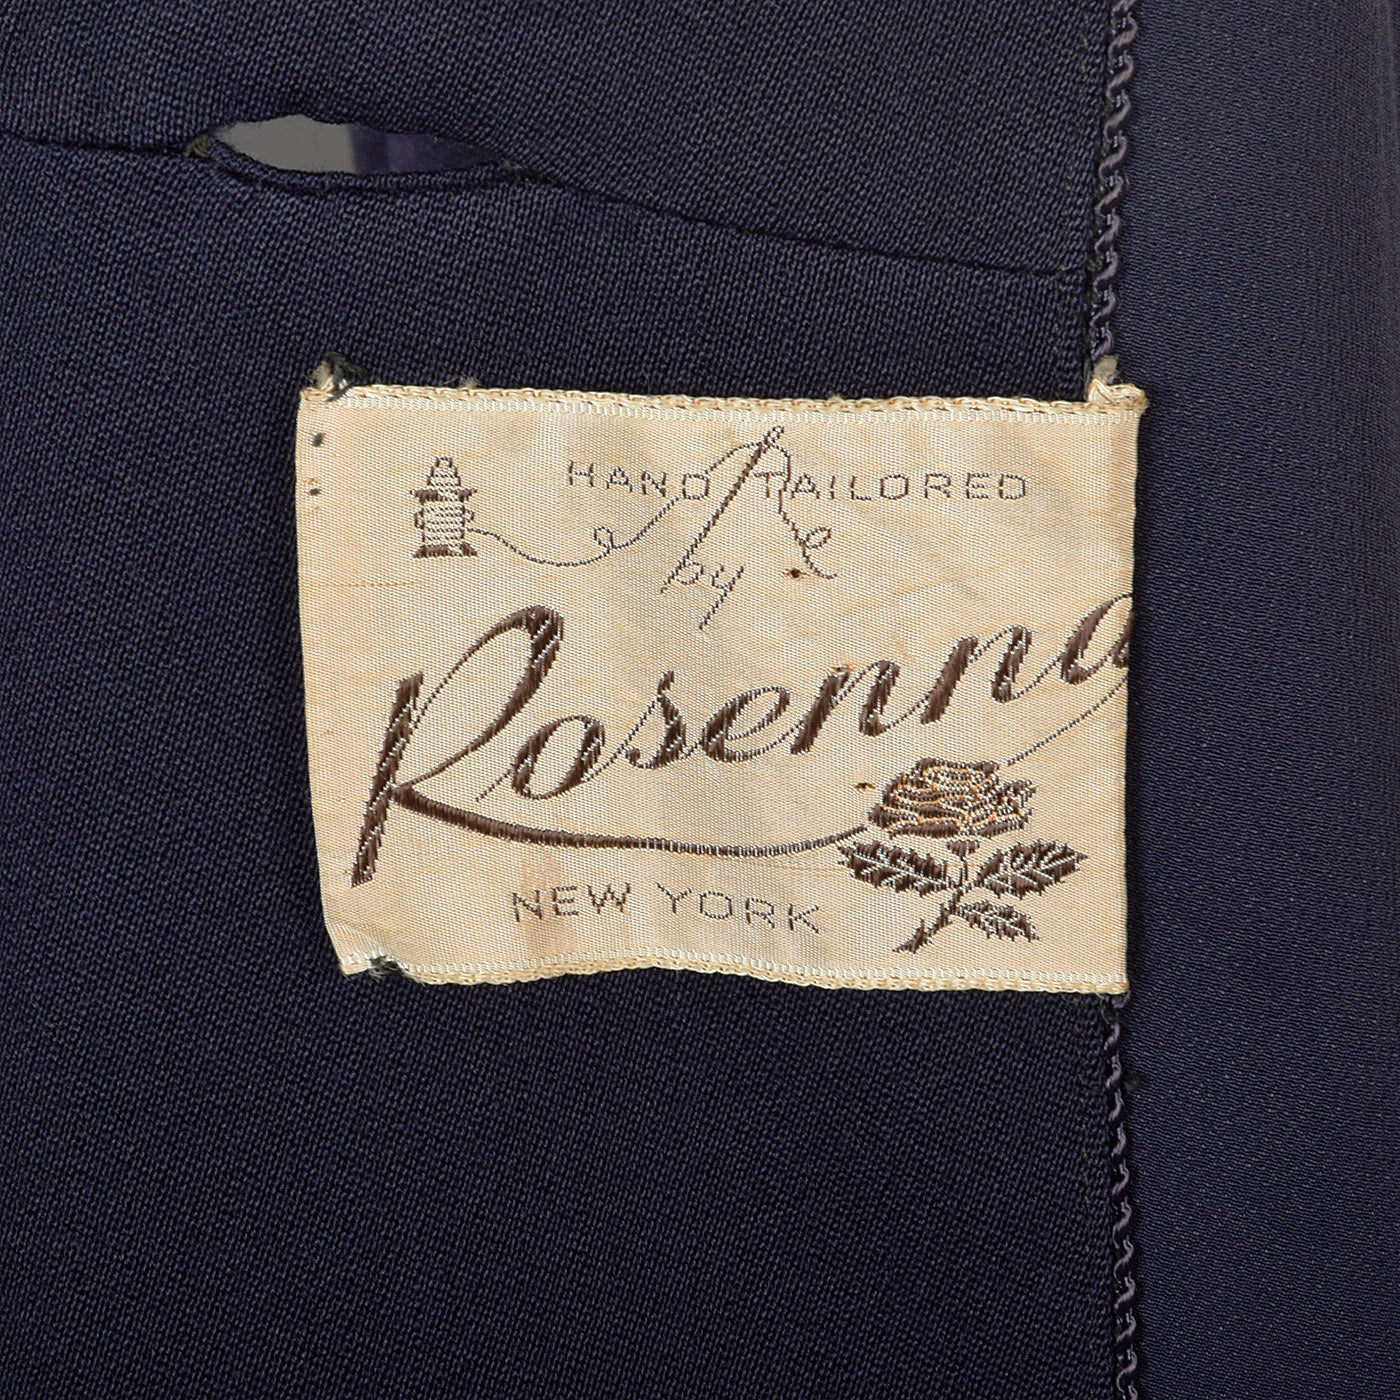 HAND TAILORED
by
Rosenna
NEW YORK